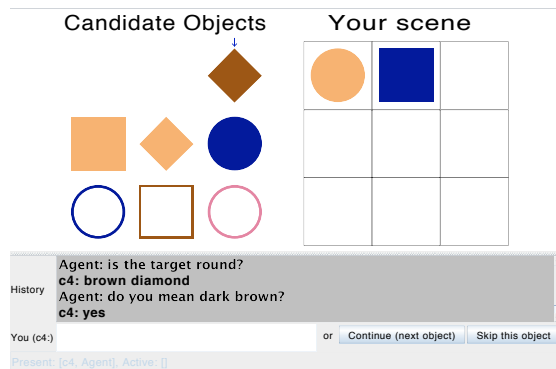 Candidate Objects
Your scene
↓
Agent: is the target round?
c4: brown diamond
Agent: do you mean dark brown?
c4: yes
History
You (c4:)
or
Continue (next object)
Skip this object
Present: [c4, Agent], Active: []